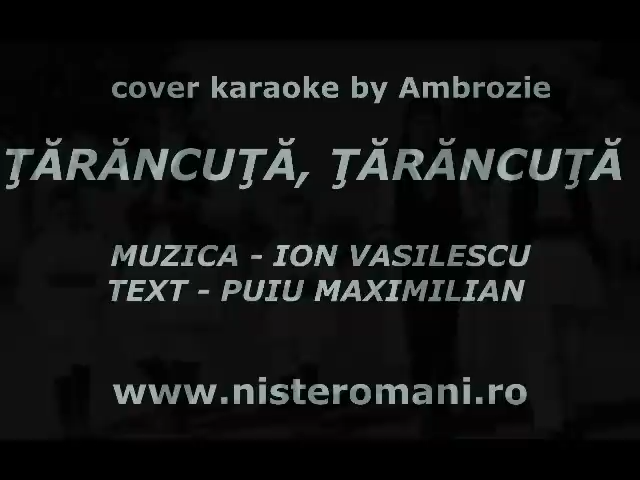 cover karaoke by Ambrozie
ŢĂRĂNCUŢĂ, ŢĂRĂNCUŢĂ
MUZICA - ION VASILESCU
TEXT - PUIU MAXIMILIAN
www.nisteromani.ro